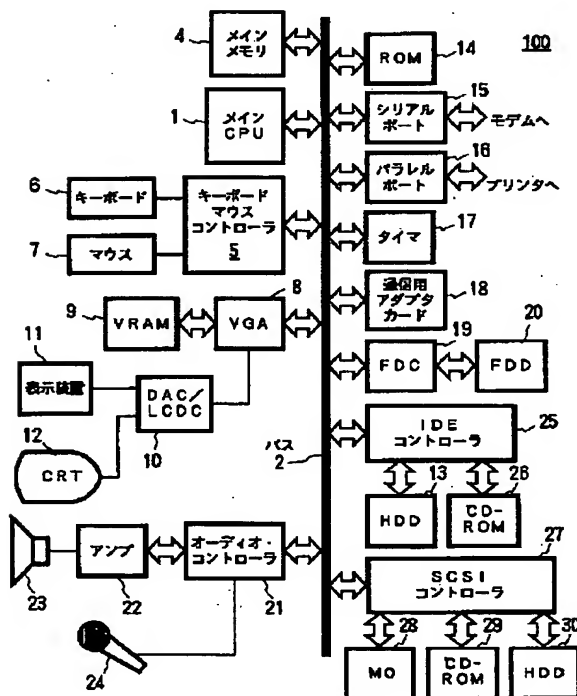 100
4
メイン
メモリ
14
ROM
1
メイン
CPU
15
シリアル
ポート
モデムへ
6
キーボード
キーボード
マウス
コントローラ
5
16
パラレル
ポート
プリンタへ
7
マウス
17
タイマ
8
9
VRAM
VGA
18
通信用
アダプタ
カード
11
表示装置
19
FDC
20
FDD
DAC/
LCDC
10
12
CRT
バス
2
25
IDE
コントローラ
13
HDD
26
CD-
ROM
23
アンプ
22
オーディオ・
コントローラ
21
27
SCSI
コントローラ
24
28
MO
29
CD-
ROM
30
HDD